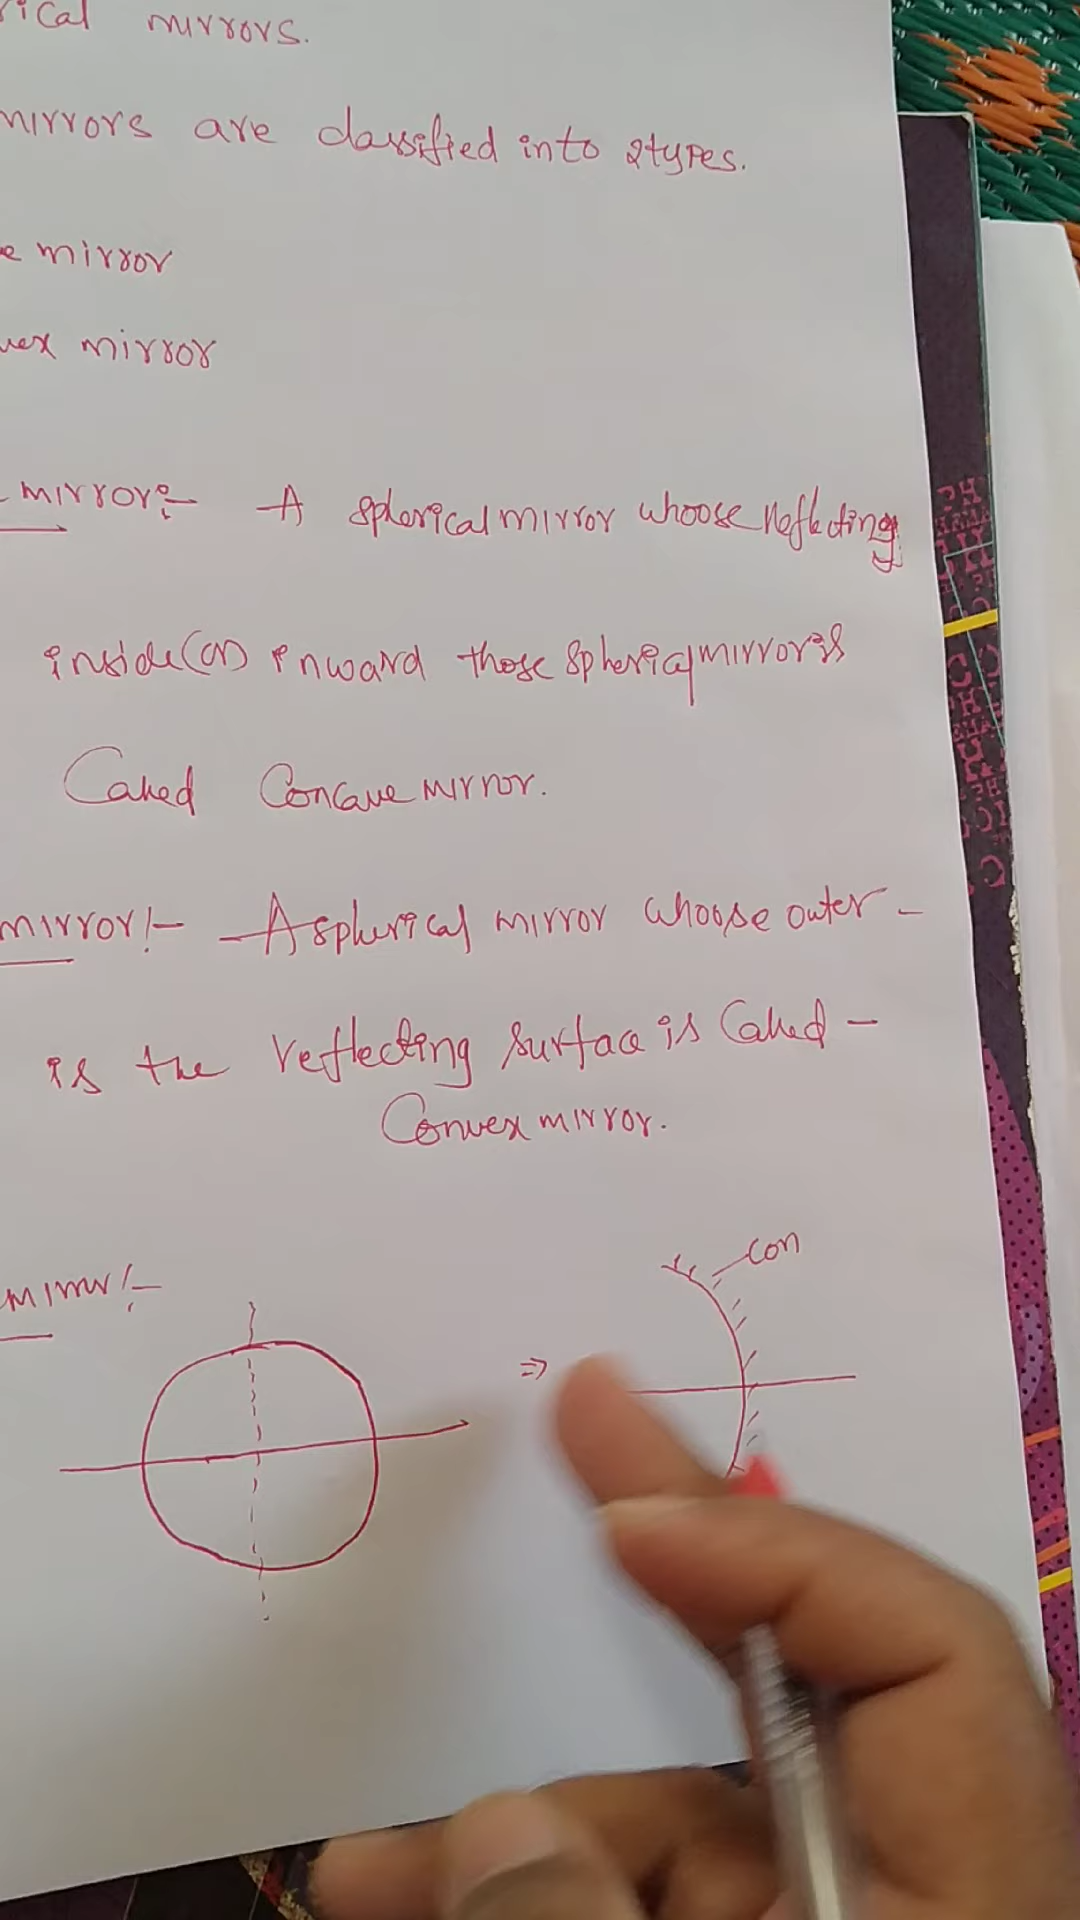 rical mirrors.
mirrors are classified into 2types.
e mirror
vex mirror
mirror:- A spherical mirror whoose reflecting
inside (or) inward those spherical mirror is
Called Concave mirror.
mirror:- A spherical mirror whoose outer -
is the reflecting surface is Called -
Convex mirror.
con
mirror:-
⇒